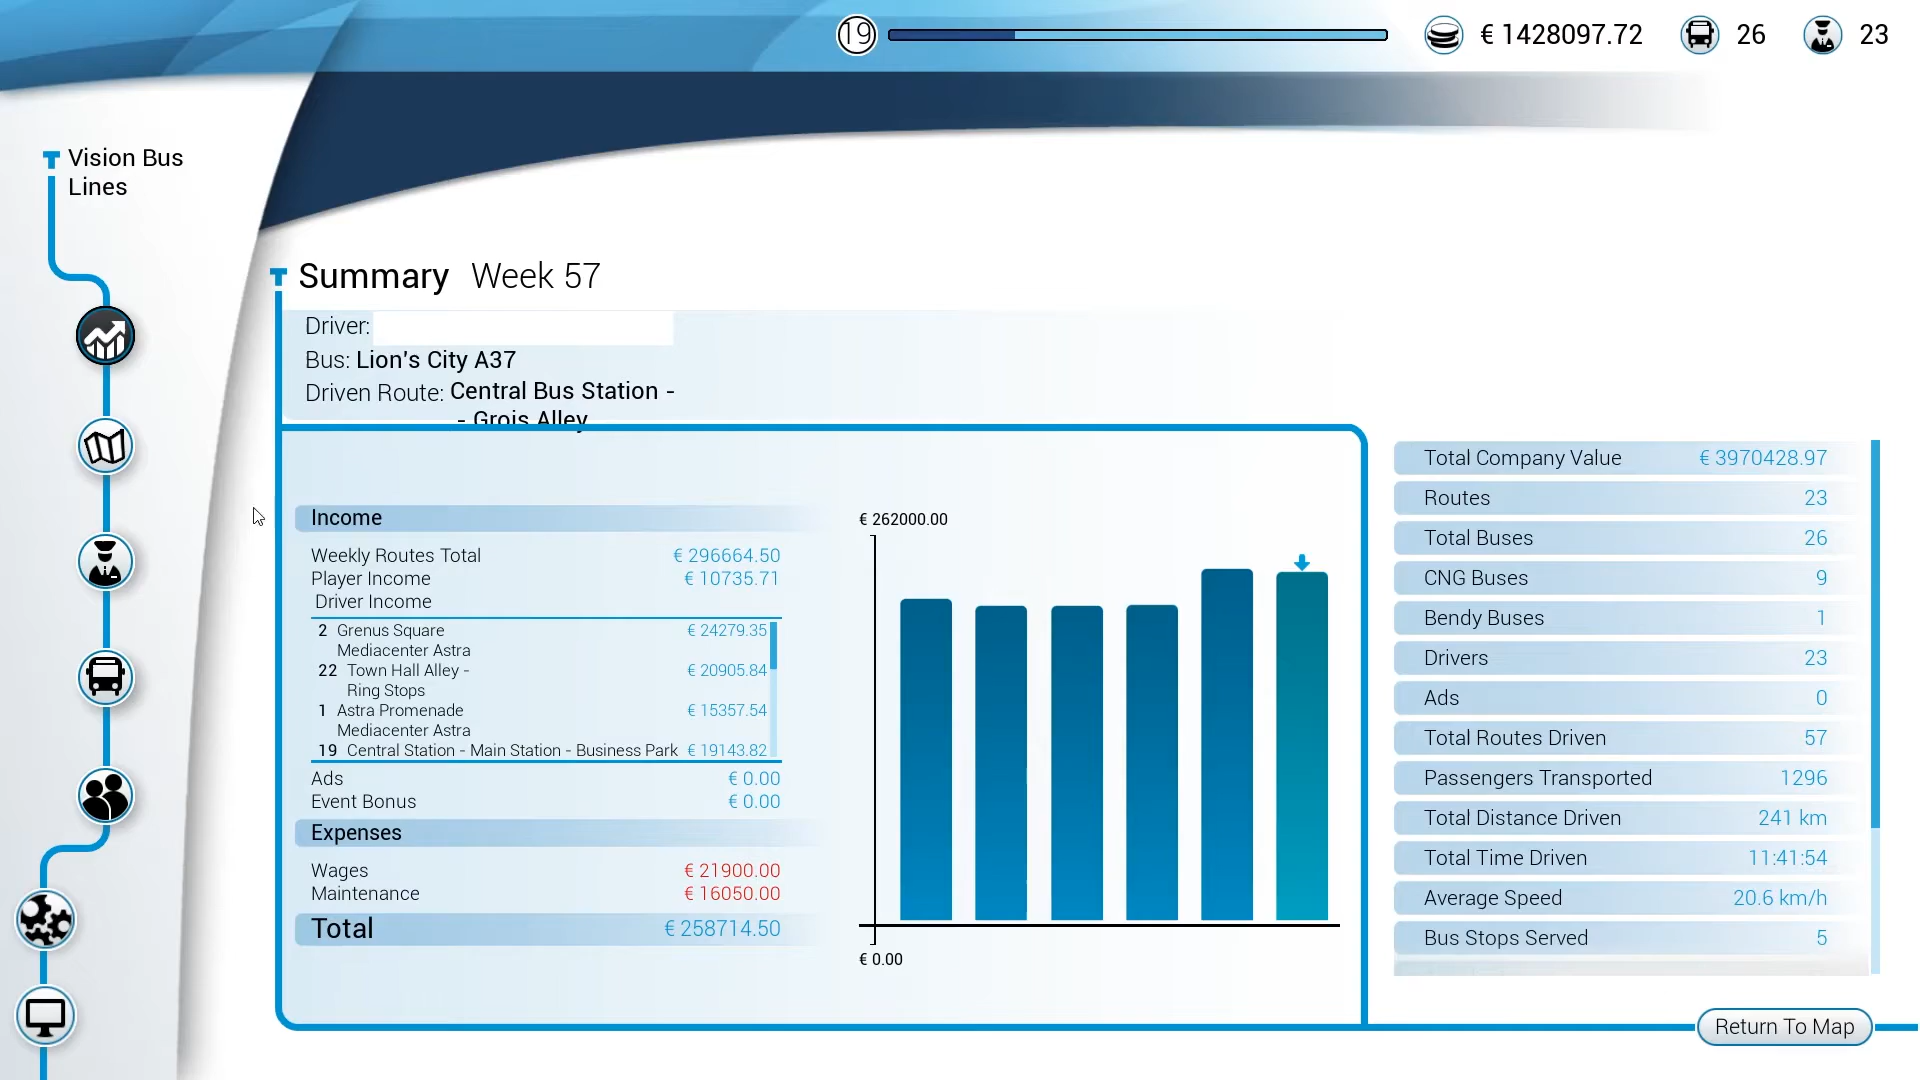 19
€ 1428097.72
26
23
Vision Bus
Lines
Summary Week 57
Driver:
Bus: Lion's City A37
Driven Route: Central Bus Station -
- Grois Alley
Income
Weekly Routes Total € 296664.50
Player Income € 10735.71
Driver Income
2 Grenus Square € 24279.35
Mediacenter Astra
22 Town Hall Alley - € 20905.84
Ring Stops
1 Astra Promenade € 15357.54
Mediacenter Astra
19 Central Station - Main Station - Business Park € 19143.82
Ads € 0.00
Event Bonus € 0.00
Expenses
Wages € 21900.00
Maintenance € 16050.00
Total € 258714.50
€ 262000.00
€ 0.00
Total Company Value € 3970428.97
Routes 23
Total Buses 26
CNG Buses 9
Bendy Buses 1
Drivers 23
Ads 0
Total Routes Driven 57
Passengers Transported 1296
Total Distance Driven 241 km
Total Time Driven 11:41:54
Average Speed 20.6 km/h
Bus Stops Served 5
Return To Map